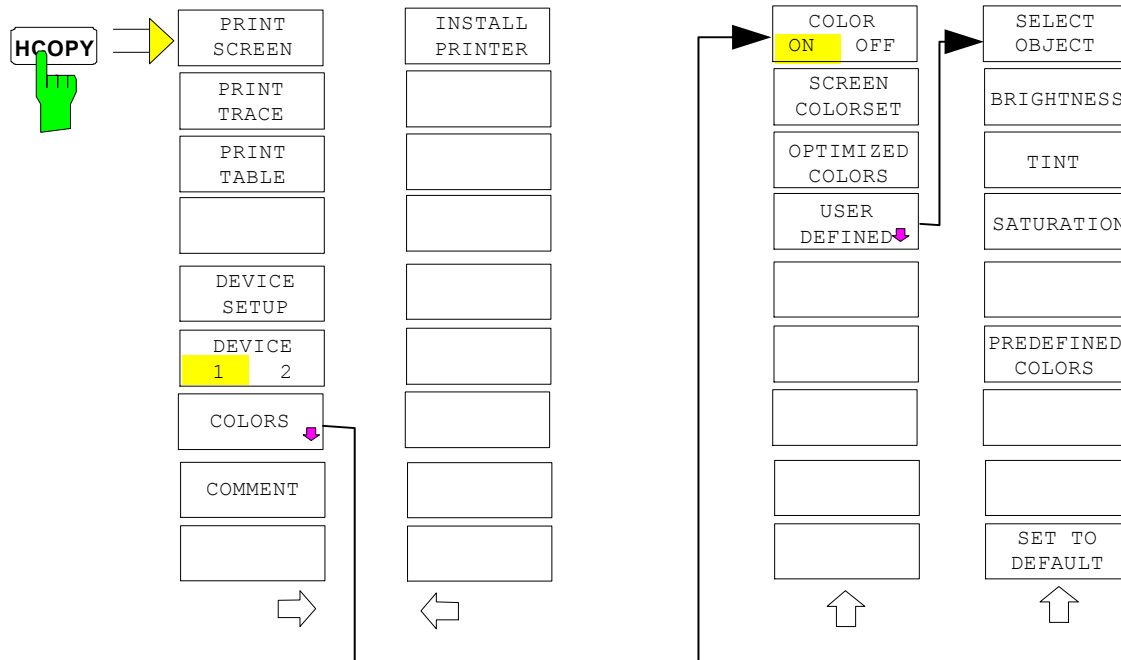 HCOPY
PRINT
SCREEN
PRINT
TRACE
PRINT
TABLE
DEVICE
SETUP
DEVICE
1 2
COLORS
COMMENT
INSTALL
PRINTER
COLOR
ON OFF
SCREEN
COLORSET
OPTIMIZED
COLORS
USER
DEFINED
SELECT
OBJECT
BRIGHTNESS
TINT
SATURATION
PREDEFINED
COLORS
SET TO
DEFAULT